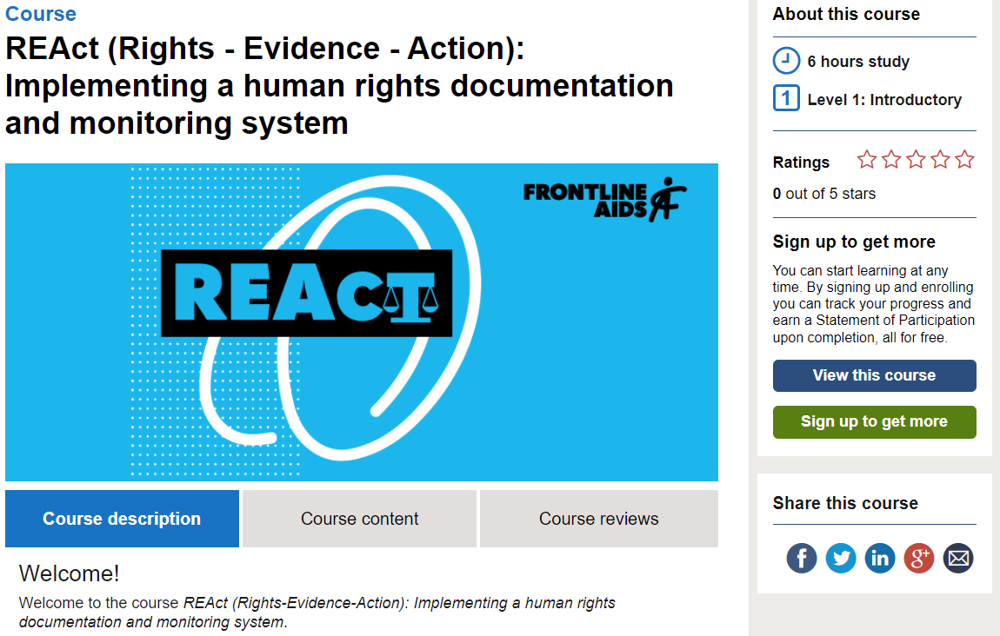 Course
REAct (Rights - Evidence - Action):
Implementing a human rights documentation
and monitoring system
FRONTLINE
AIDS
REAcT
Course description
Course content
Course reviews
Welcome!
Welcome to the course REAct (Rights-Evidence-Action): Implementing a human rights
documentation and monitoring system.
About this course
6 hours study
1 Level 1: Introductory
Ratings
0 out of 5 stars
Sign up to get more
You can start learning at any
time. By signing up and enrolling
you can track your progress and
earn a Statement of Participation
upon completion, all for free.
View this course
Sign up to get more
Share this course
f in g+